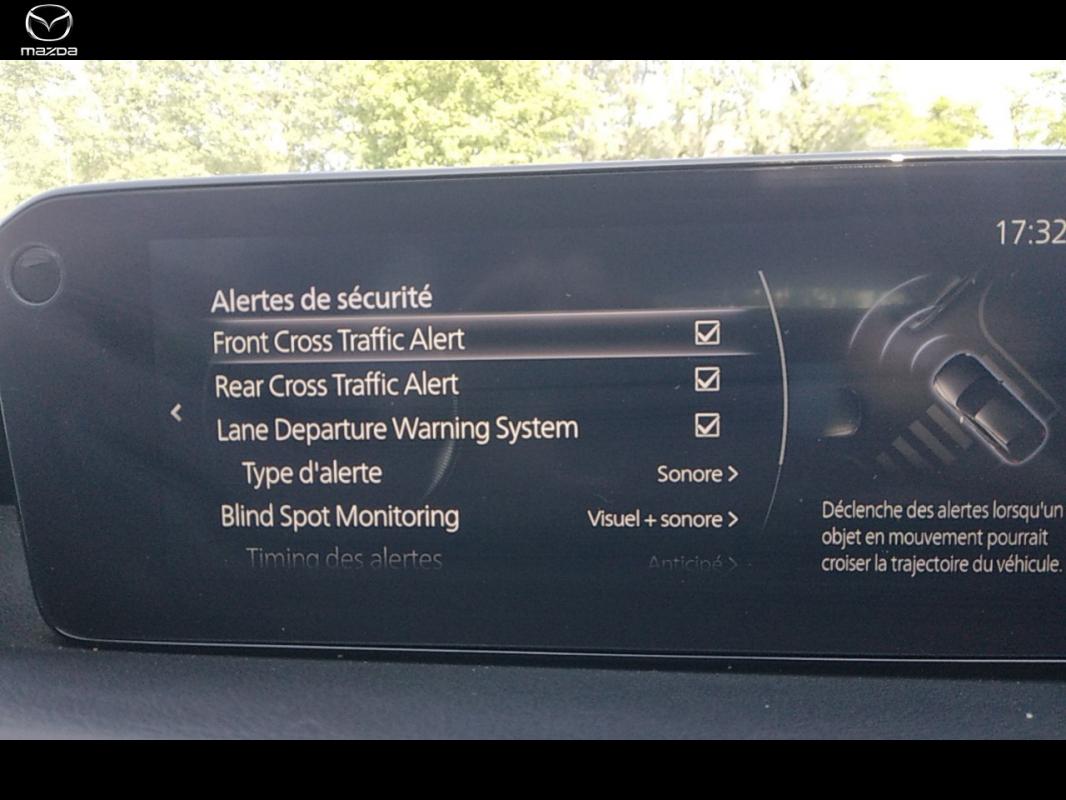 mazda
17:32
Alertes de sécurité
Front Cross Traffic Alert
Rear Cross Traffic Alert
Lane Departure Warning System
Type d'alerte Sonore >
Blind Spot Monitoring Visuel + sonore >
Timing des alertes Anticipé >
Déclenche des alertes lorsqu'un
objet en mouvement pourrait
croiser la trajectoire du véhicule.